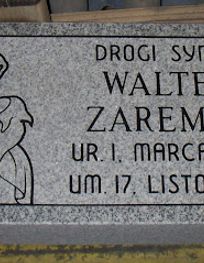 DROGI SYN
WALTE
ZAREM
UR. 1. MARCA
UM. 17. LISTO